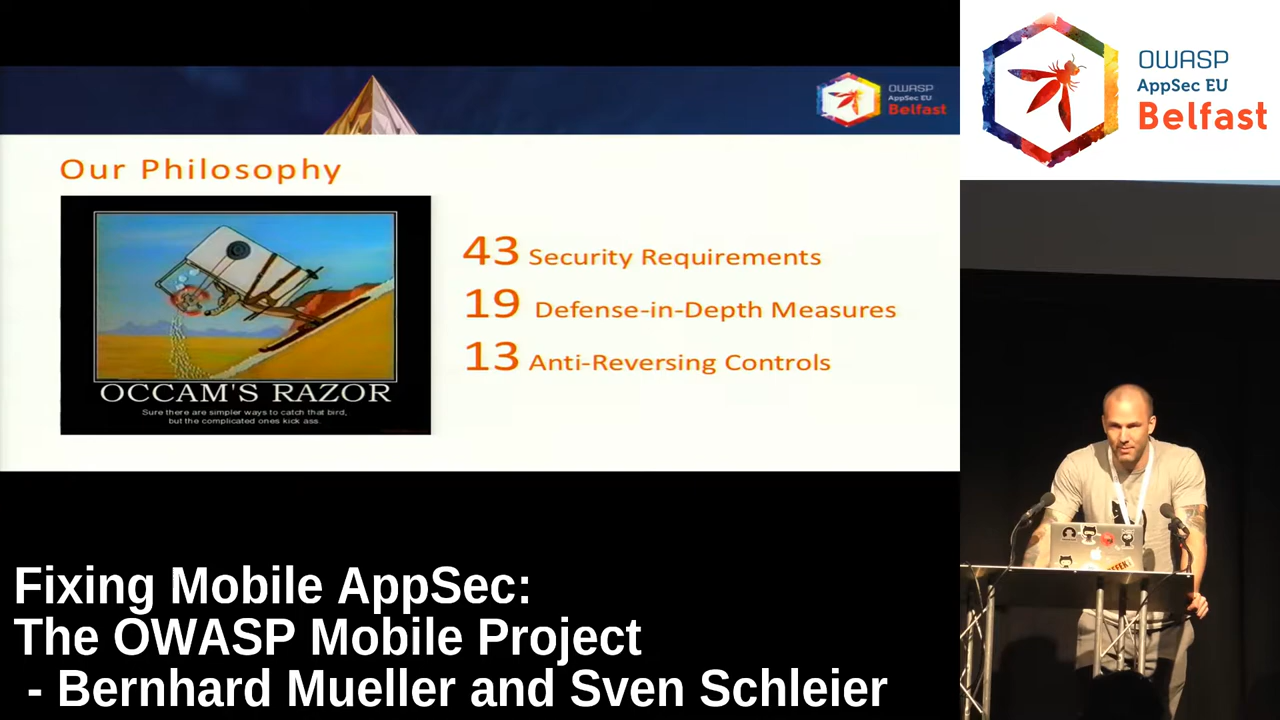 OWASP
AppSec EU
Belfast
OWASP
AppSec EU
Belfast
Our Philosophy
43 Security Requirements
19 Defense-in-Depth Measures
13 Anti-Reversing Controls
OCCAM'S RAZOR
Sure there are simpler ways to catch that bird,
but the complicated ones kick ass.
Fixing Mobile AppSec:
The OWASP Mobile Project
- Bernhard Mueller and Sven Schleier